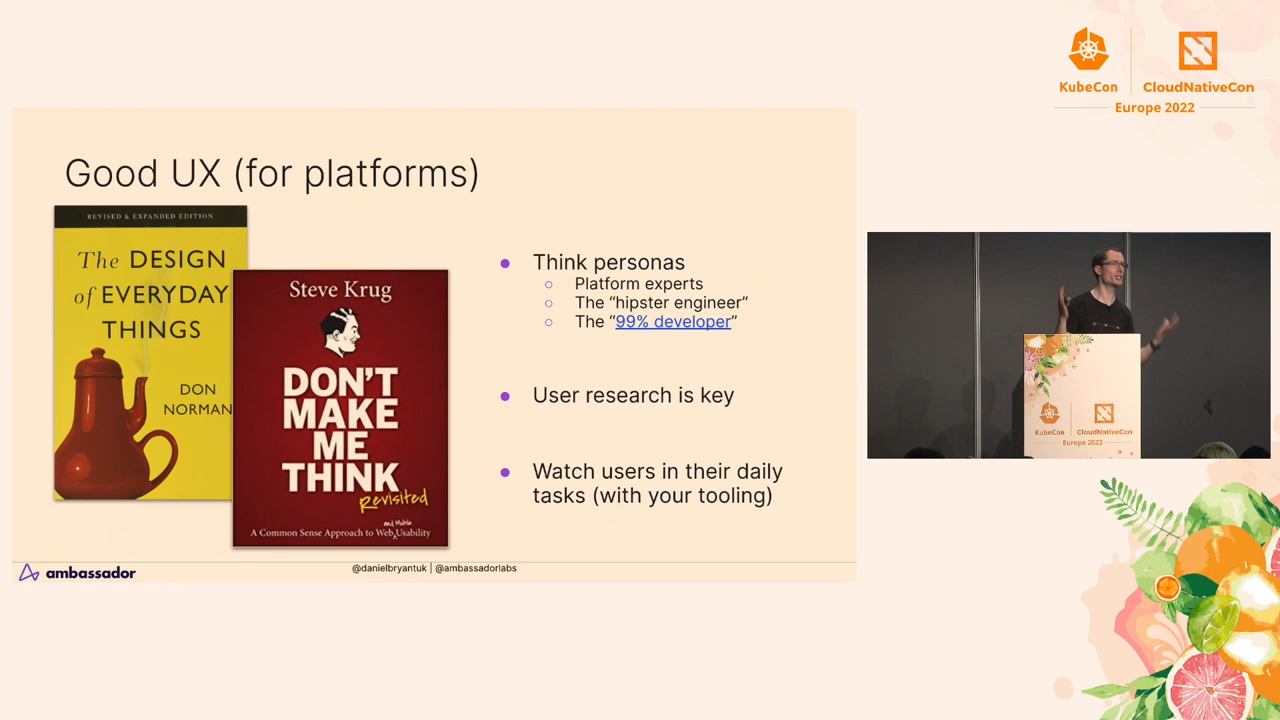 KubeCon
CloudNativeCon
Europe 2022
Good UX (for platforms)
REVISED & EXPANDED EDITION
The DESIGN
of EVERYDAY
THINGS
DON
NORMAN
Steve Krug
DON'T
MAKE
ME
THINK
Revisited
and Mobile
A Common Sense Approach to Web Usability
Think personas
Platform experts
The “hipster engineer”
The “99% developer”
User research is key
Watch users in their daily
tasks (with your tooling)
ambassador
@danielbryantuk | @ambassadorlabs
KubeCon
CloudNativeCon
Europe 2022